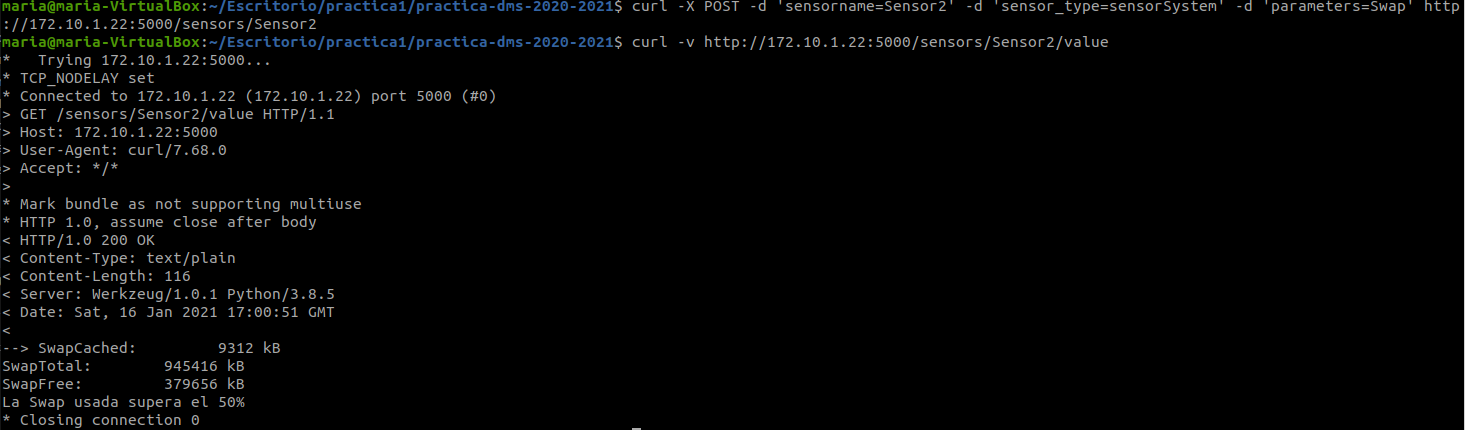 maria@maria-VirtualBox:~/Escritorio/practica1/practica-dms-2020-2021$ curl -X POST -d 'sensorname=Sensor2' -d 'sensor_type=sensorSystem' -d 'parameters=Swap' http
://172.10.1.22:5000/sensors/Sensor2
maria@maria-VirtualBox:~/Escritorio/practica1/practica-dms-2020-2021$ curl -v http://172.10.1.22:5000/sensors/Sensor2/value
*   Trying 172.10.1.22:5000...
* TCP_NODELAY set
* Connected to 172.10.1.22 (172.10.1.22) port 5000 (#0)
> GET /sensors/Sensor2/value HTTP/1.1
> Host: 172.10.1.22:5000
> User-Agent: curl/7.68.0
> Accept: */*
>
* Mark bundle as not supporting multiuse
* HTTP 1.0, assume close after body
< HTTP/1.0 200 OK
< Content-Type: text/plain
< Content-Length: 116
< Server: Werkzeug/1.0.1 Python/3.8.5
< Date: Sat, 16 Jan 2021 17:00:51 GMT
<
--> SwapCached:         9312 kB
SwapTotal:        945416 kB
SwapFree:         379656 kB
La Swap usada supera el 50%
* Closing connection 0